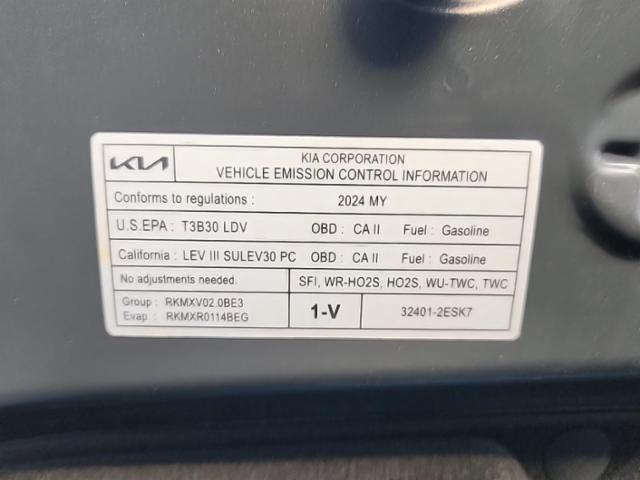 KIA
KIA CORPORATION
VEHICLE EMISSION CONTROL INFORMATION
Conforms to regulations : 2024 MY
U.S.EPA : T3B30 LDV OBD : CA II Fuel : Gasoline
California : LEV III SULEV30 PC OBD : CA II Fuel : Gasoline
No adjustments needed. SFI, WR-HO2S, HO2S, WU-TWC, TWC
Group : RKMXV02.0BE3
Evap. : RKMXR0114BEG
1-V
32401-2ESK7